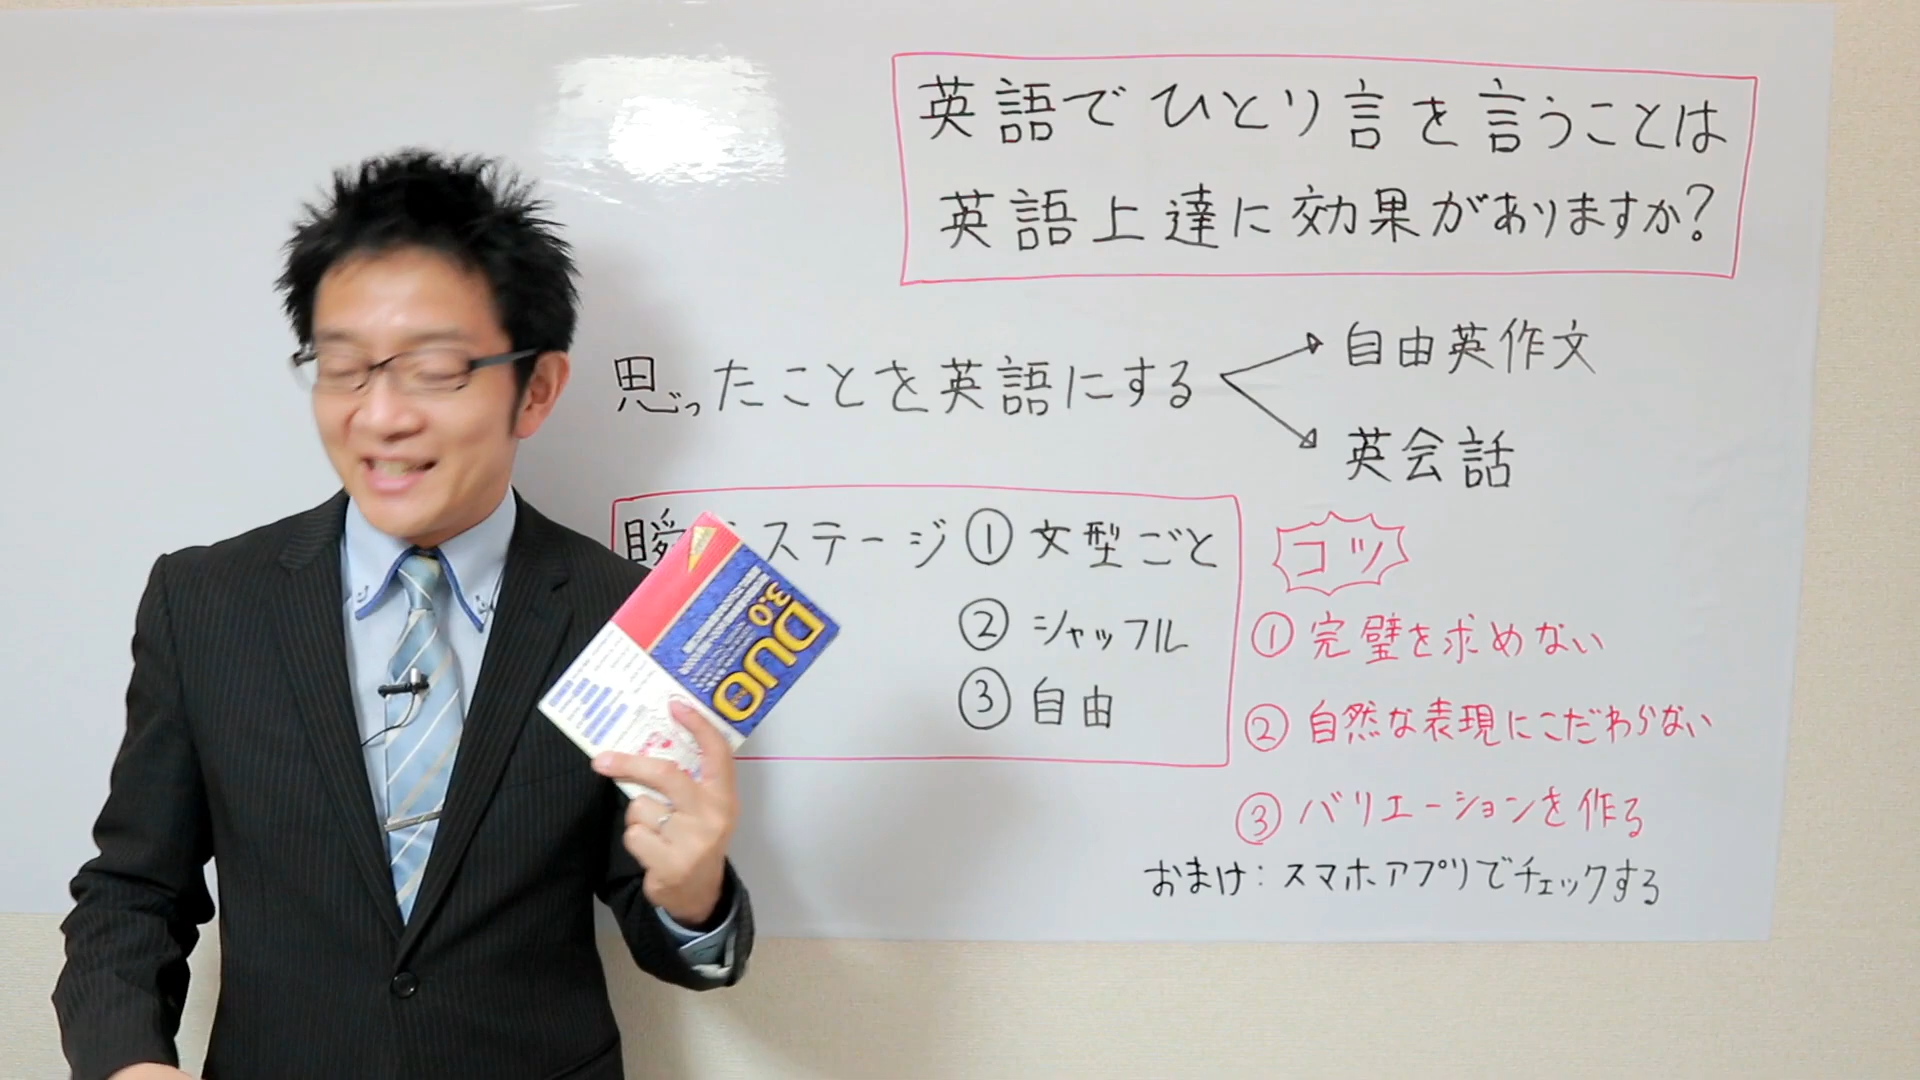 英語でひとり言を言うことは
英語上達に効果がありますか?
思ったことを英語にする
自由英作文
英会話
瞬 ステージ ①文型ごと
②シャッフル
③自由
コツ
①完璧を求めない
②自然な表現にこだわらない
③バリエーションを作る
おまけ:スマホアプリでチェックする
DUO
3.0